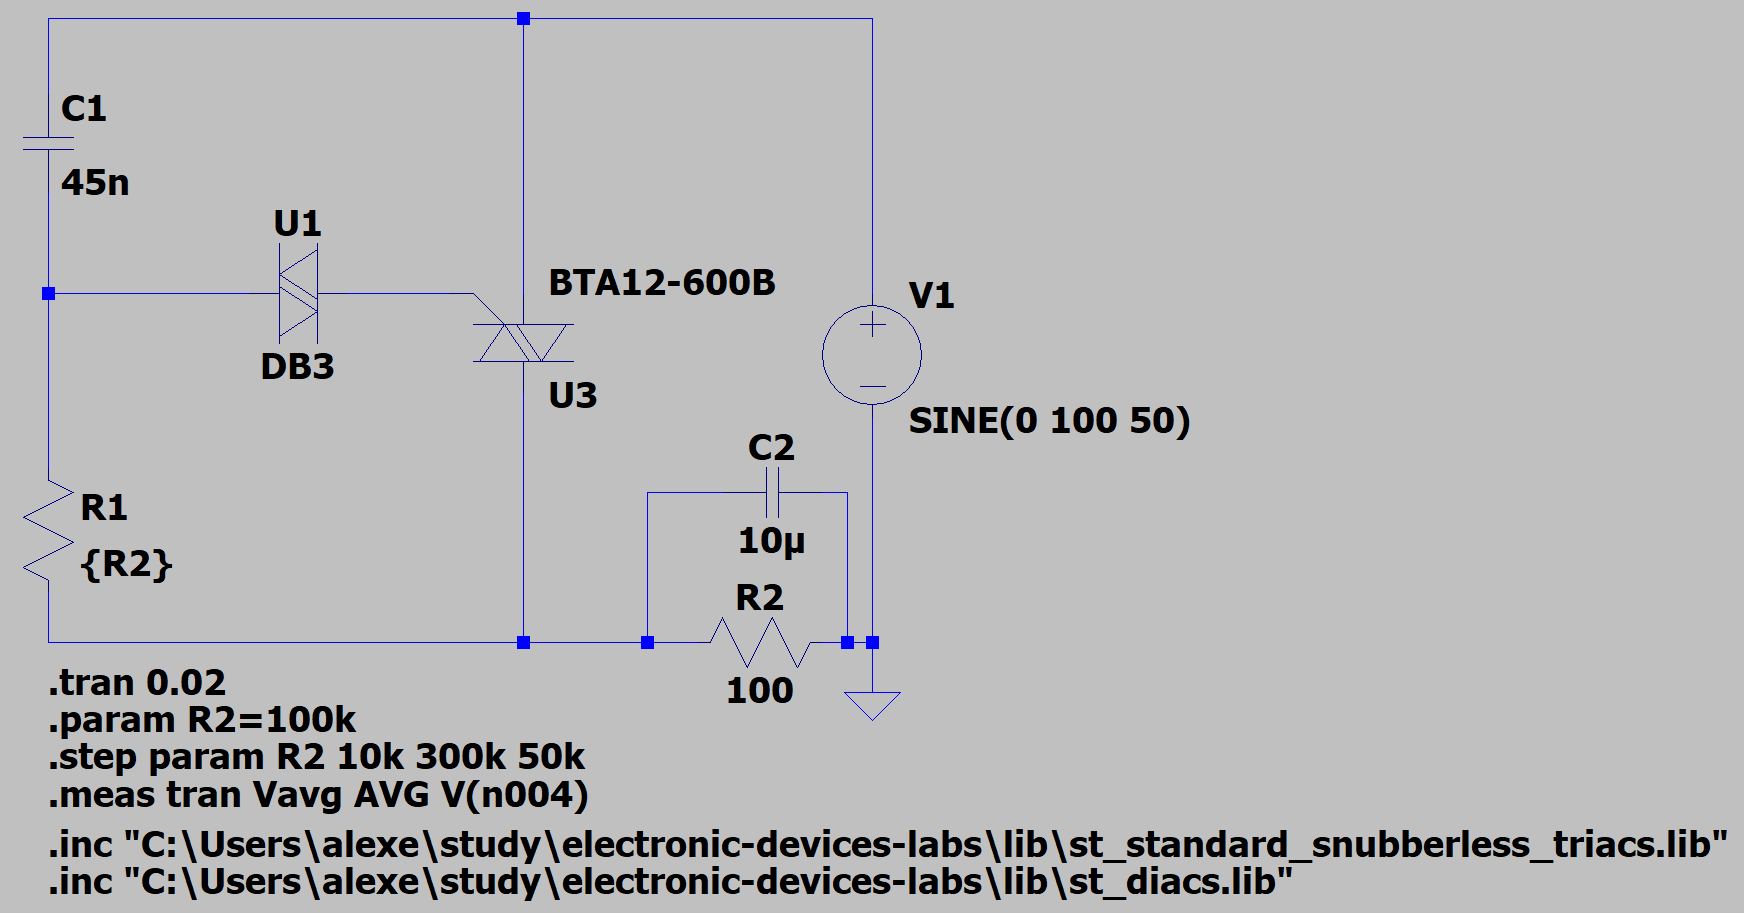 C1
45n
U1
DB3
BTA12-600B
U3
V1
SINE(0 100 50)
C2
10µ
R1
{R2}
R2
100
.tran 0.02
.param R2=100k
.step param R2 10k 300k 50k
.meas tran Vavg AVG V(n004)
.inc "C:\Users\alexe\study\electronic-devices-labs\lib\st_standard_snubberless_triacs.lib"
.inc "C:\Users\alexe\study\electronic-devices-labs\lib\st_diacs.lib"